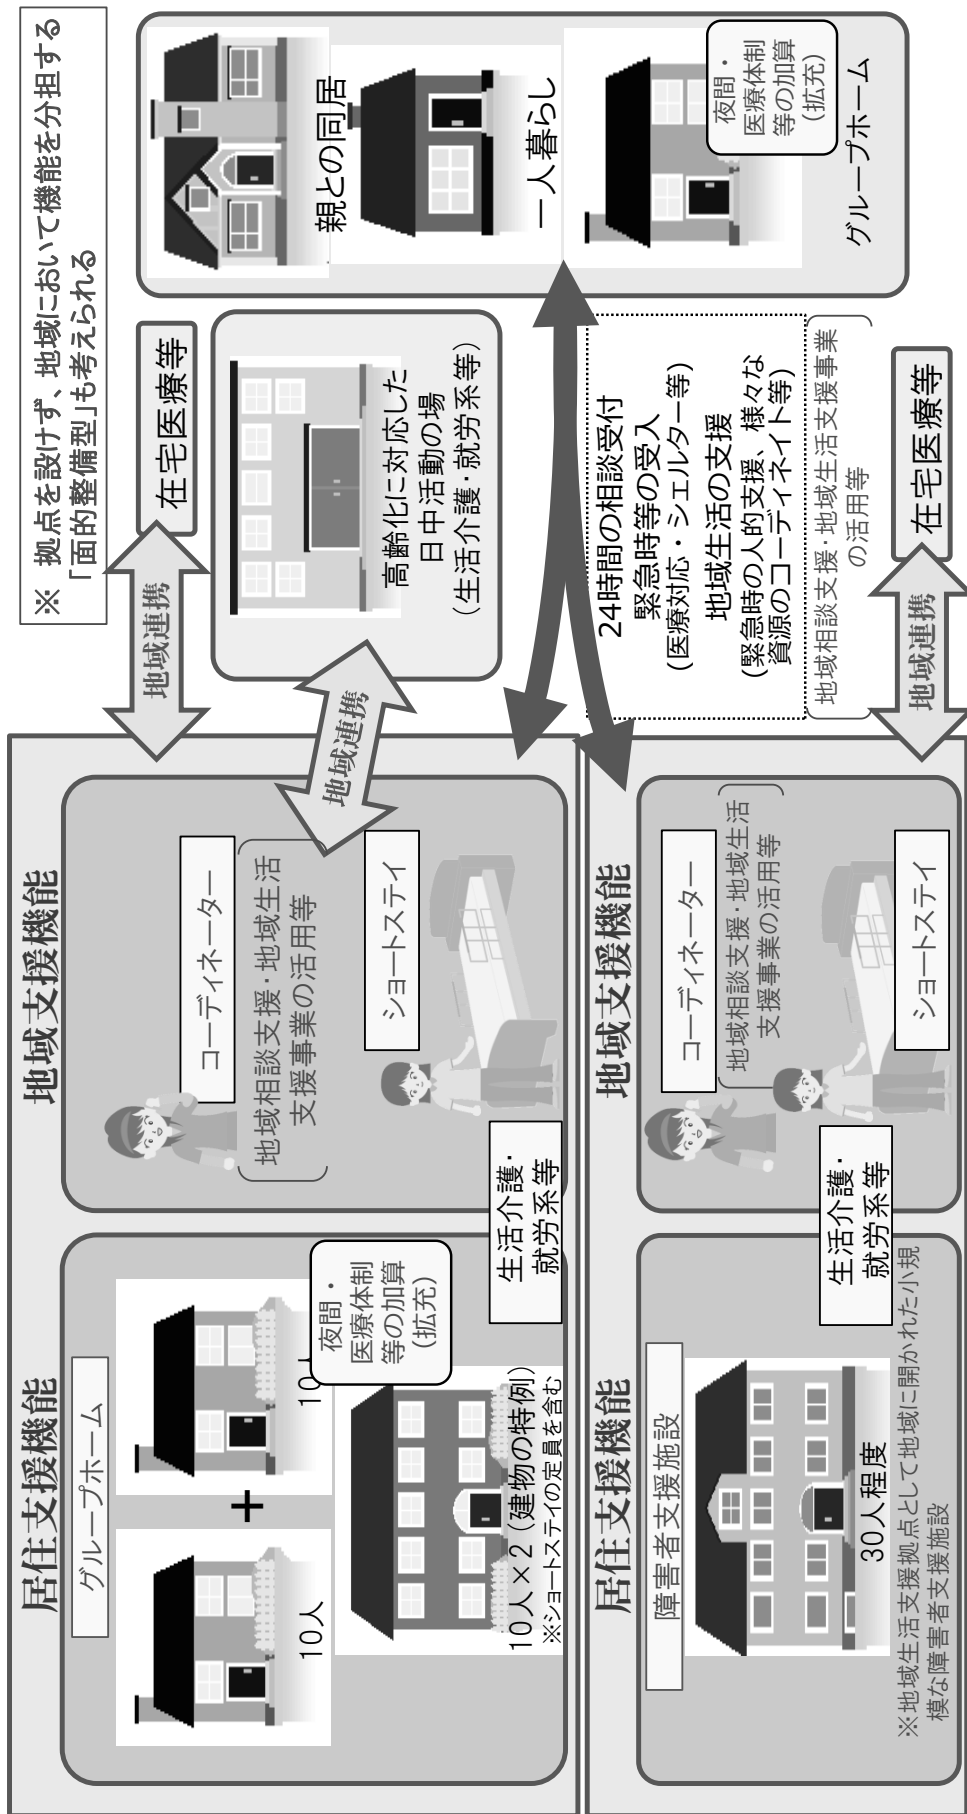 居住支援機能
グループホーム
10人
+
10人
夜間・
医療体制
等の加算
(拡充)
10人×2(建物の特例)
※ショートステイの定員を含む
生活介護・
就労系等
地域支援機能
コーディネーター
地域相談支援・地域生活
支援事業の活用等
ショートステイ
地域連携
在宅医療等
地域連携
高齢化に対応した
日中活動の場
(生活介護・就労系等)
※ 拠点を設けず、地域において機能を分担する
「面的整備型」も考えられる
親との同居
一人暮らし
グループホーム
夜間・
医療体制
等の加算
(拡充)
居住支援機能
障害者支援施設
30人程度
※地域生活支援拠点として地域に開かれた小規
模な障害者支援施設
生活介護・
就労系等
地域支援機能
コーディネーター
地域相談支援・地域生活
支援事業の活用等
ショートステイ
24時間の相談受付
緊急時等の受入
(医療対応・シェルター等)
地域生活の支援
(緊急時の人的支援、様々な
資源のコーディネイト等)
地域相談支援・地域生活支援事業
の活用等
地域連携
在宅医療等